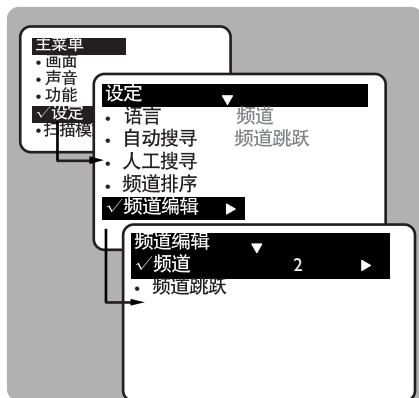 主菜单
• 画面
• 声音
• 功能
√设定
•扫描模
设定 ▼
• 语言 频道
• 自动搜寻 频道跳跃
• 人工搜寻
• 频道排序
√频道编辑 ▶
频道编辑 ▼
√频道 2 ▶
• 频道跳跃